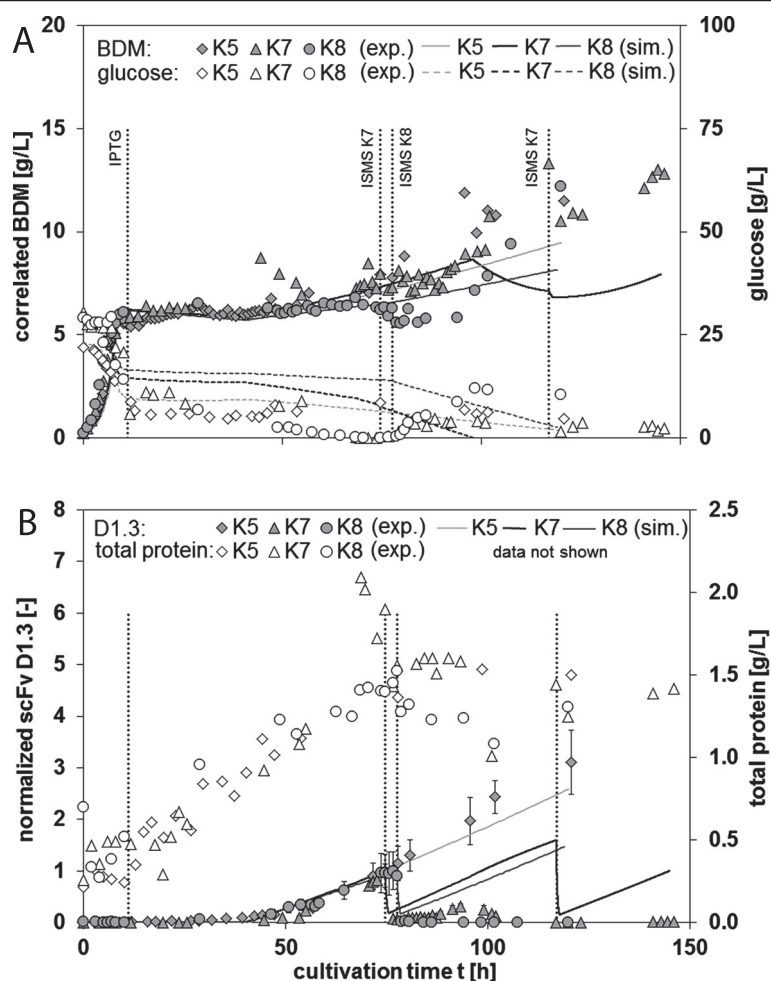 A
BDM: K5 K7 K8 (exp.) K5 K7 K8 (sim.)
glucose: K5 K7 K8 (exp.) K5 K7 K8 (sim.)
20
15
10
5
0
correlated BDM [g/L]
100
75
50
25
0
glucose [g/L]
IPTG
ISMS K7
ISMS K8
ISMS K7
B
D1.3: K5 K7 K8 (exp.) K5 K7 K8 (sim.)
total protein: K5 K7 K8 (exp.) data not shown
8
7
6
5
4
3
2
1
0
normalized scFv D1.3 [-]
2.5
2.0
1.5
1.0
0.5
0.0
total protein [g/L]
0 50 100 150
cultivation time t [h]